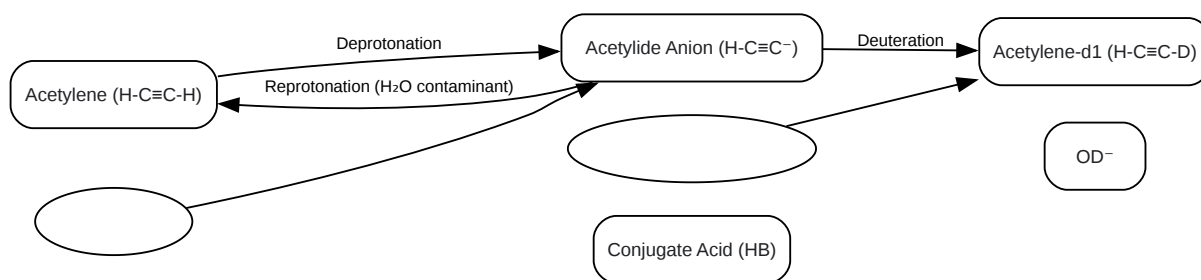 Deprotonation
Acetylide Anion (H-C≡C⁻)
Deuteration
Acetylene-d1 (H-C≡C-D)
Acetylene (H-C≡C-H)
Reprotonation (H₂O contaminant)
OD⁻
Conjugate Acid (HB)